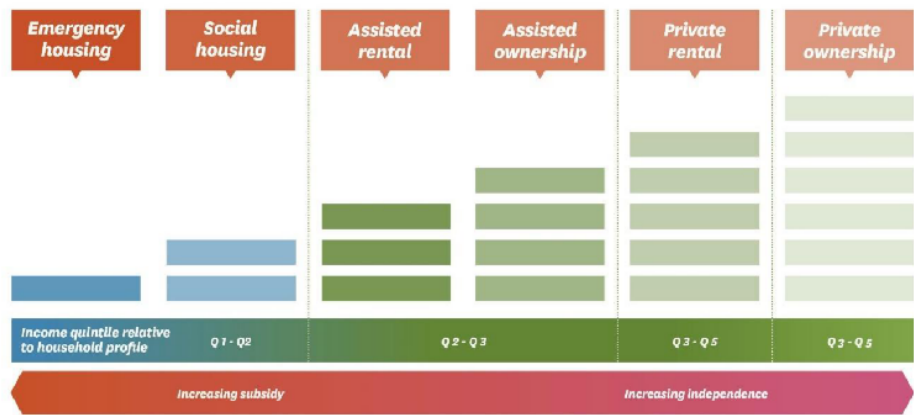 Emergency
housing
Social
housing
Assisted
rental
Assisted
ownership
Private
rental
Private
ownership
Income quintile relative
to household profile
Q1 - Q2
Q2 - Q3
Q3 - Q5
Q3 - Q5
Increasing subsidy
Increasing independence